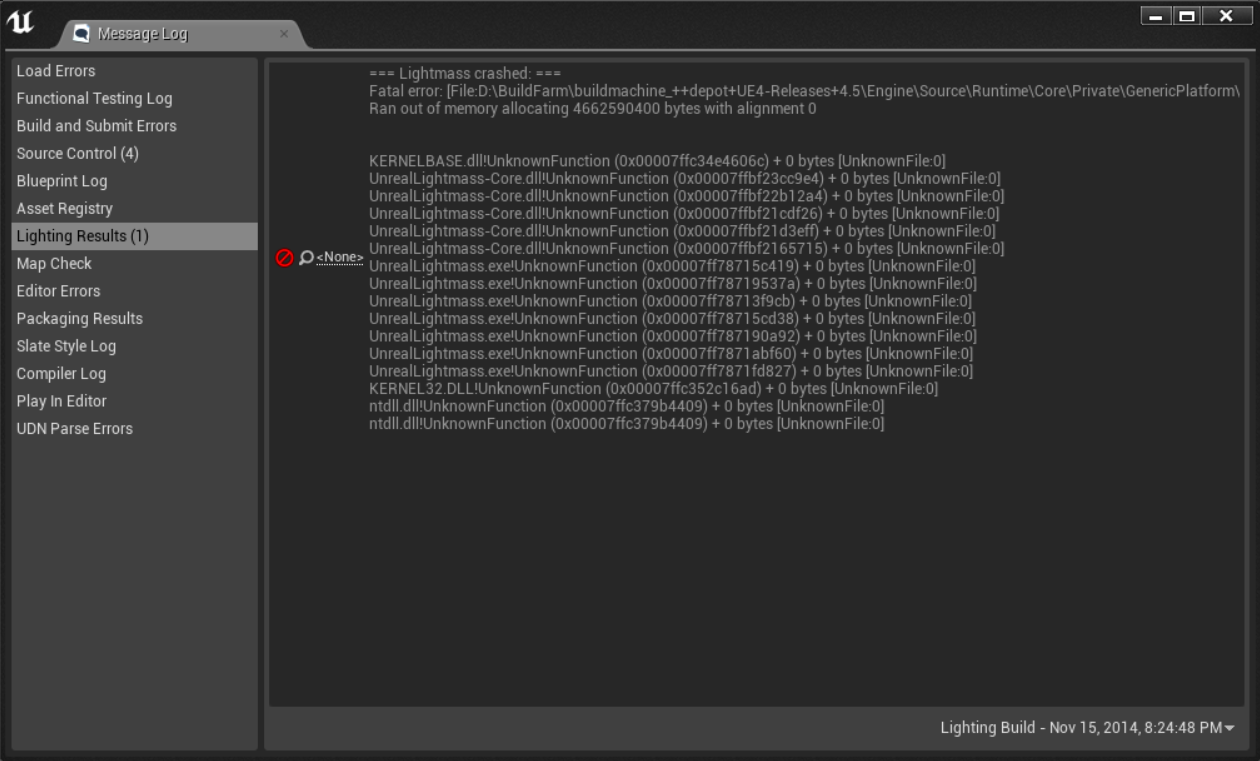 Message Log
Load Errors
Functional Testing Log
Build and Submit Errors
Source Control (4)
Blueprint Log
Asset Registry
Lighting Results (1)
Map Check
Editor Errors
Packaging Results
Slate Style Log
Compiler Log
Play In Editor
UDN Parse Errors
<None>
=== Lightmass crashed: ===
Fatal error: [File:D:\BuildFarm\buildmachine_++depot+UE4-Releases+4.5\Engine\Source\Runtime\Core\Private\GenericPlatform\
Ran out of memory allocating 4662590400 bytes with alignment 0
KERNELBASE.dll!UnknownFunction (0x00007ffc34e4606c) + 0 bytes [UnknownFile:0]
UnrealLightmass-Core.dll!UnknownFunction (0x00007ffbf23cc9e4) + 0 bytes [UnknownFile:0]
UnrealLightmass-Core.dll!UnknownFunction (0x00007ffbf22b12a4) + 0 bytes [UnknownFile:0]
UnrealLightmass-Core.dll!UnknownFunction (0x00007ffbf21cdf26) + 0 bytes [UnknownFile:0]
UnrealLightmass-Core.dll!UnknownFunction (0x00007ffbf21d3eff) + 0 bytes [UnknownFile:0]
UnrealLightmass-Core.dll!UnknownFunction (0x00007ffbf2165715) + 0 bytes [UnknownFile:0]
UnrealLightmass.exe!UnknownFunction (0x00007ff78715c419) + 0 bytes [UnknownFile:0]
UnrealLightmass.exe!UnknownFunction (0x00007ff78719537a) + 0 bytes [UnknownFile:0]
UnrealLightmass.exe!UnknownFunction (0x00007ff78713f9cb) + 0 bytes [UnknownFile:0]
UnrealLightmass.exe!UnknownFunction (0x00007ff78715cd38) + 0 bytes [UnknownFile:0]
UnrealLightmass.exe!UnknownFunction (0x00007ff787190a92) + 0 bytes [UnknownFile:0]
UnrealLightmass.exe!UnknownFunction (0x00007ff7871abf60) + 0 bytes [UnknownFile:0]
UnrealLightmass.exe!UnknownFunction (0x00007ff7871fd827) + 0 bytes [UnknownFile:0]
KERNEL32.DLL!UnknownFunction (0x00007ffc352c16ad) + 0 bytes [UnknownFile:0]
ntdll.dll!UnknownFunction (0x00007ffc379b4409) + 0 bytes [UnknownFile:0]
ntdll.dll!UnknownFunction (0x00007ffc379b4409) + 0 bytes [UnknownFile:0]
Lighting Build - Nov 15, 2014, 8:24:48 PM